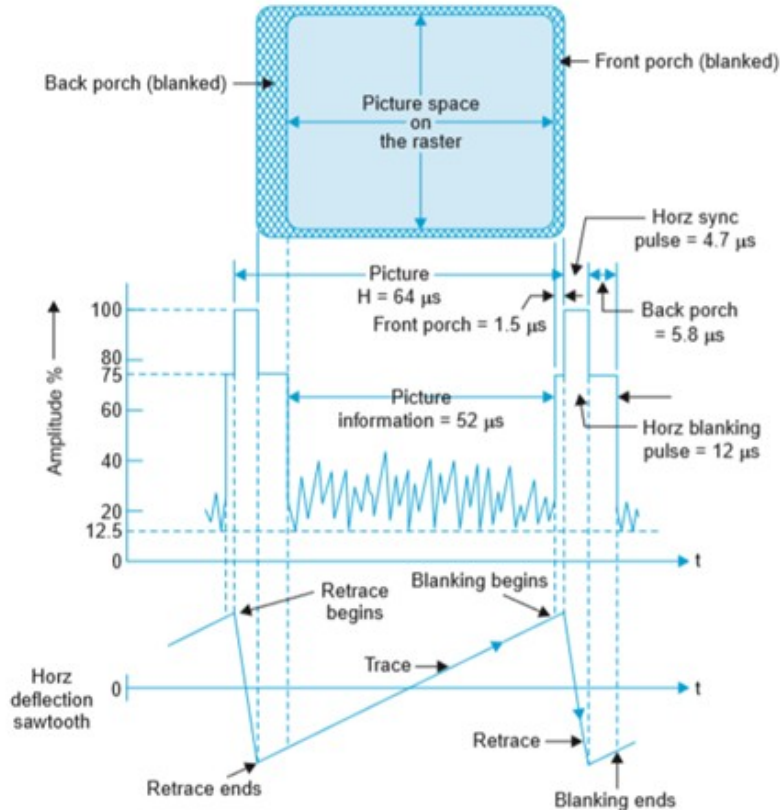 Back porch (blanked)
Front porch (blanked)
Picture space
on
the raster
Horz sync
pulse = 4.7 μs
Picture
H = 64 μs
Front porch = 1.5 μs
Back porch
= 5.8 μs
Amplitude %
100
80
75
60
40
20
12.5
0
Picture
information = 52 μs
Horz blanking
pulse = 12 μs
t
Retrace
begins
Blanking begins
Trace
Horz
deflection
sawtooth
0
t
Retrace
Retrace ends
Blanking ends